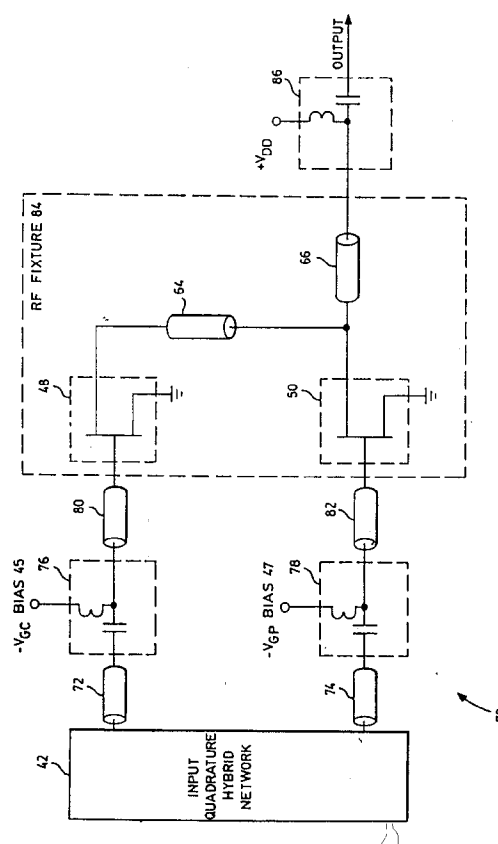 OUTPUT
86
+VDD
RF FIXTURE 84
64
66
48
50
80
82
-VGC BIAS 45
76
-VGP BIAS 47
78
72
74
42
INPUT
QUADRATURE
HYBRID
NETWORK